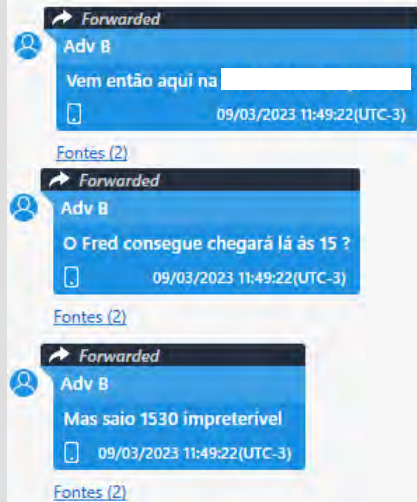 Forwarded
Adv B
Vem então aqui na
09/03/2023 11:49:22(UTC-3)
Fontes (2)
Forwarded
Adv B
O Fred consegue chegará lá às 15 ?
09/03/2023 11:49:22(UTC-3)
Fontes (2)
Forwarded
Adv B
Mas saio 1530 impreterivel
09/03/2023 11:49:22(UTC-3)
Fontes (2)